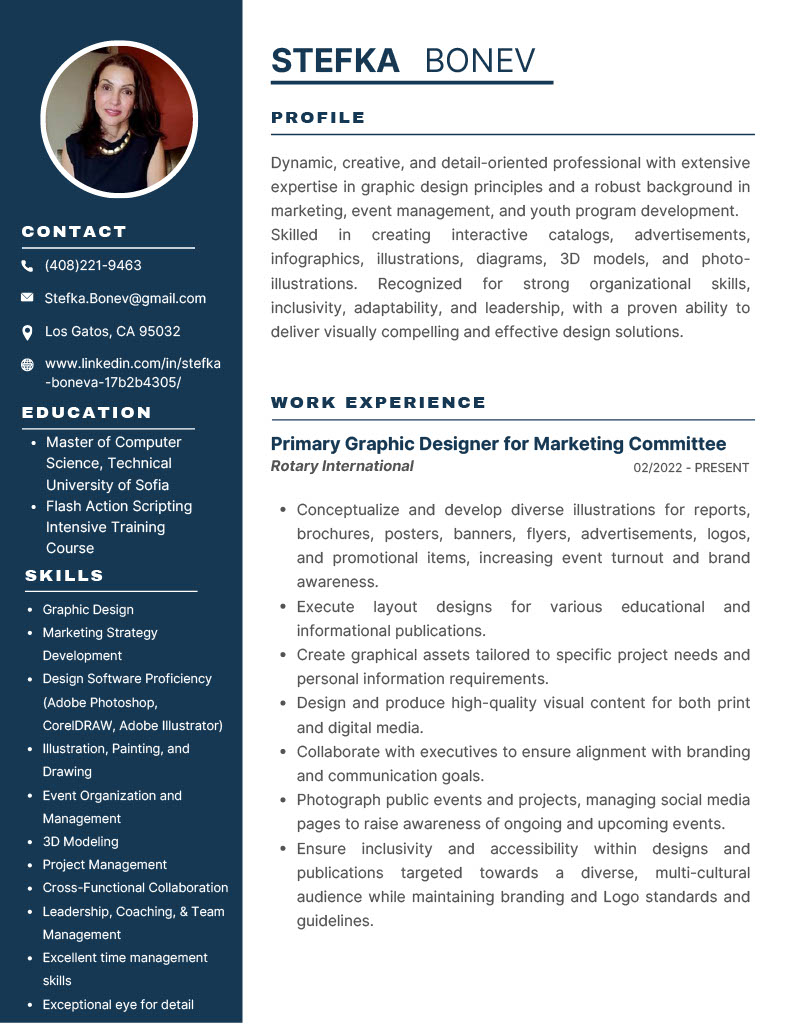 STEFKA BONEV
CONTACT
(408)221-9463
Stefka.Bonev@gmail.com
Los Gatos, CA 95032
www.linkedin.com/in/stefka
-boneva-17b2b4305/
EDUCATION
• Master of Computer
Science, Technical
University of Sofia
• Flash Action Scripting
Intensive Training
Course
SKILLS
• Graphic Design
• Marketing Strategy
Development
• Design Software Proficiency
(Adobe Photoshop,
CorelDRAW, Adobe Illustrator)
• Illustration, Painting, and
Drawing
• Event Organization and
Management
• 3D Modeling
• Project Management
• Cross-Functional Collaboration
• Leadership, Coaching, & Team
Management
• Excellent time management
skills
• Exceptional eye for detail
PROFILE
Dynamic, creative, and detail-oriented professional with extensive
expertise in graphic design principles and a robust background in
marketing, event management, and youth program development.
Skilled in creating interactive catalogs, advertisements,
infographics, illustrations, diagrams, 3D models, and photo-
illustrations. Recognized for strong organizational skills,
inclusivity, adaptability, and leadership, with a proven ability to
deliver visually compelling and effective design solutions.
WORK EXPERIENCE
Primary Graphic Designer for Marketing Committee
Rotary International 02/2022 - PRESENT
• Conceptualize and develop diverse illustrations for reports,
brochures, posters, banners, flyers, advertisements, logos,
and promotional items, increasing event turnout and brand
awareness.
• Execute layout designs for various educational and
informational publications.
• Create graphical assets tailored to specific project needs and
personal information requirements.
• Design and produce high-quality visual content for both print
and digital media.
• Collaborate with executives to ensure alignment with branding
and communication goals.
• Photograph public events and projects, managing social media
pages to raise awareness of ongoing and upcoming events.
• Ensure inclusivity and accessibility within designs and
publications targeted towards a diverse, multi-cultural
audience while maintaining branding and Logo standards and
guidelines.